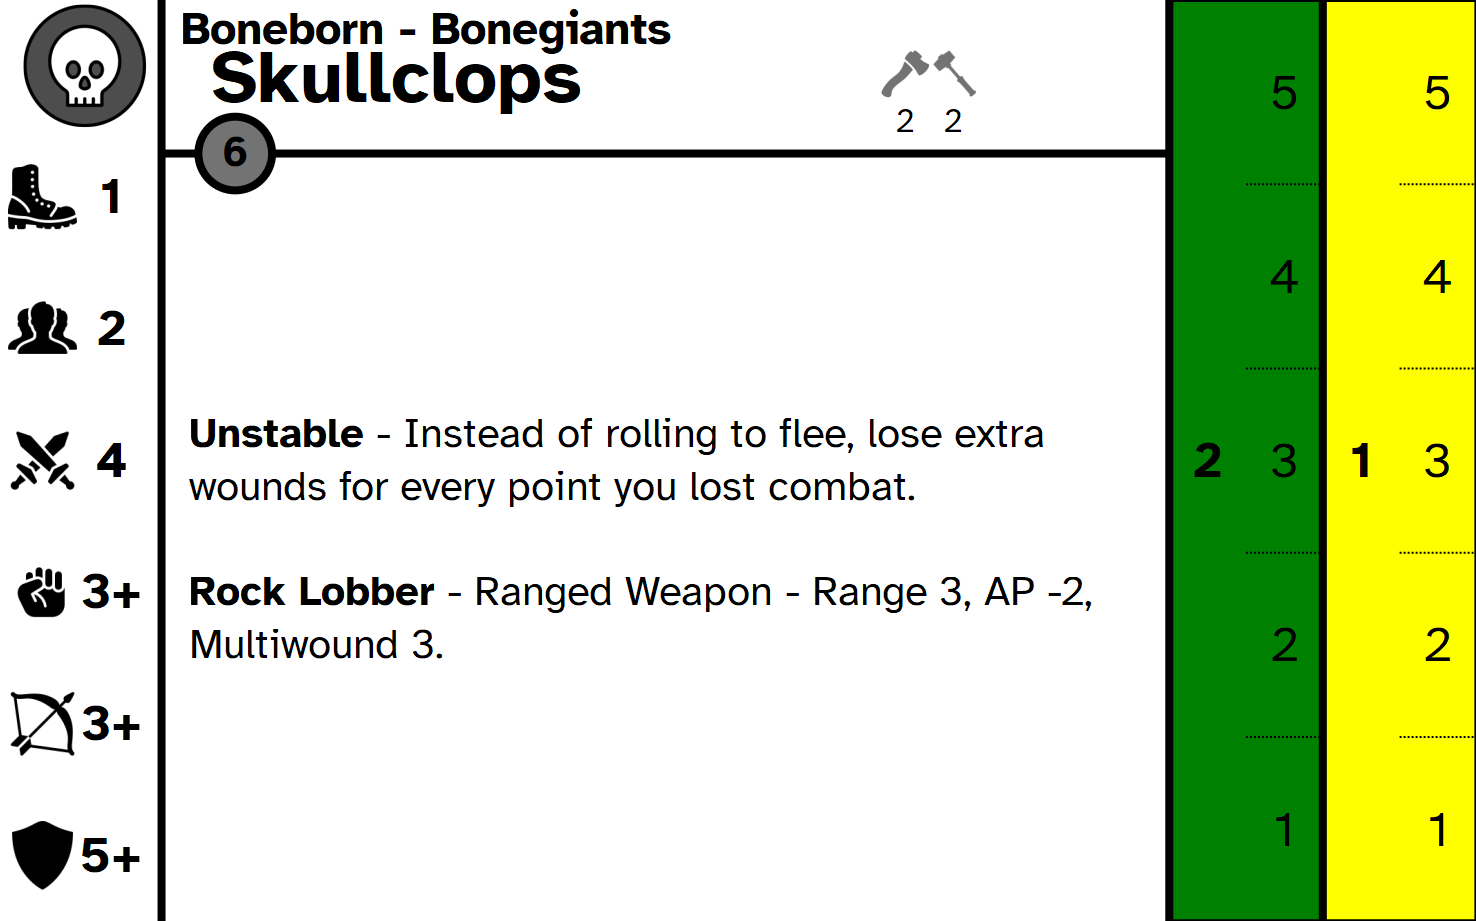 Boneborn - Bonegiants
Skullclops
2 2
6
1
2
4
3+
3+
5+
Unstable - Instead of rolling to flee, lose extra
wounds for every point you lost combat.
Rock Lobber - Ranged Weapon - Range 3, AP -2,
Multiwound 3.
5 5
4 4
2 3 1 3
2 2
1 1